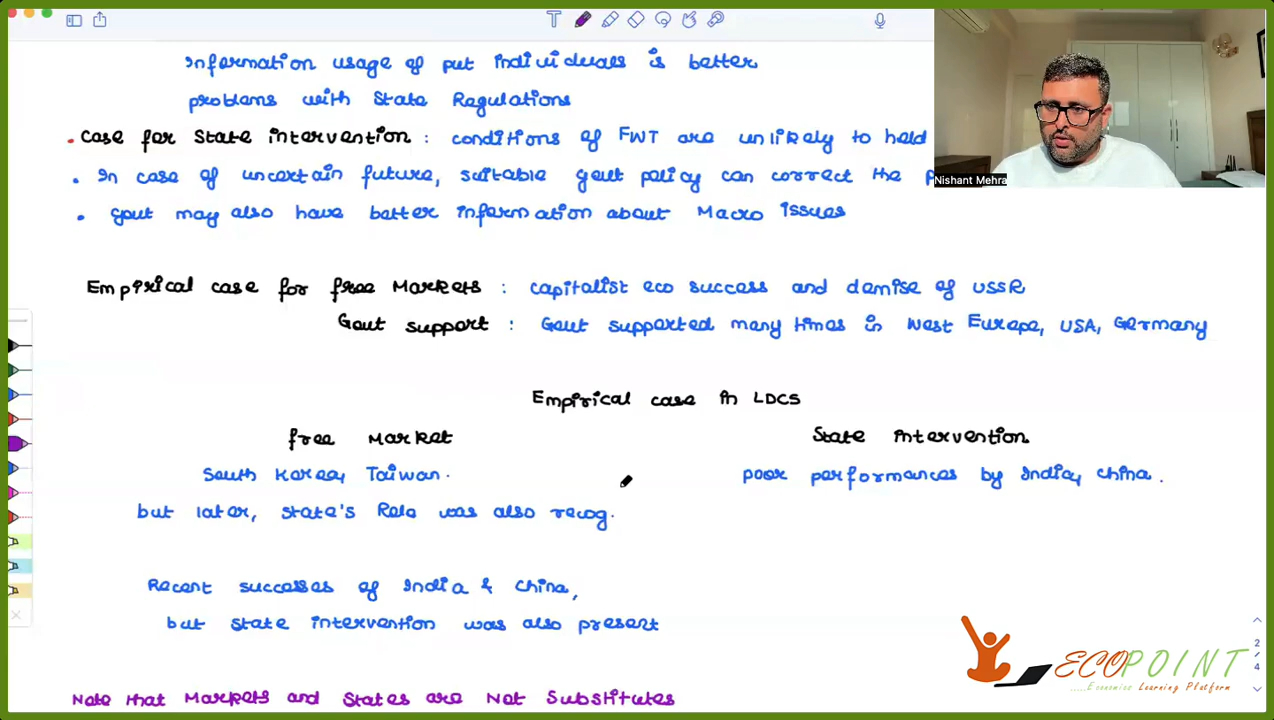 information usage of pvt individuals is better
problems with State Regulations
Case for State intervention : conditions of FWT are unlikely to hold
In case of uncertain future, suitable govt policy can correct the
Nishant Mehra
govt may also have better information about Macro issues
Empirical case for free Markets : capitalist eco success and demise of USSR
Govt support : Govt supported many times in West Europe, USA, Germany
Empirical case in LDCS
free Market
State intervention
South Korea, Taiwan.
poor performances by India, China.
but later, State's Role was also recog.
Recent successes of India & China,
but state intervention was also present
ECOPOINT
.....Economics Learning Platform
2
4
Note that Markets and States are Not Substitutes